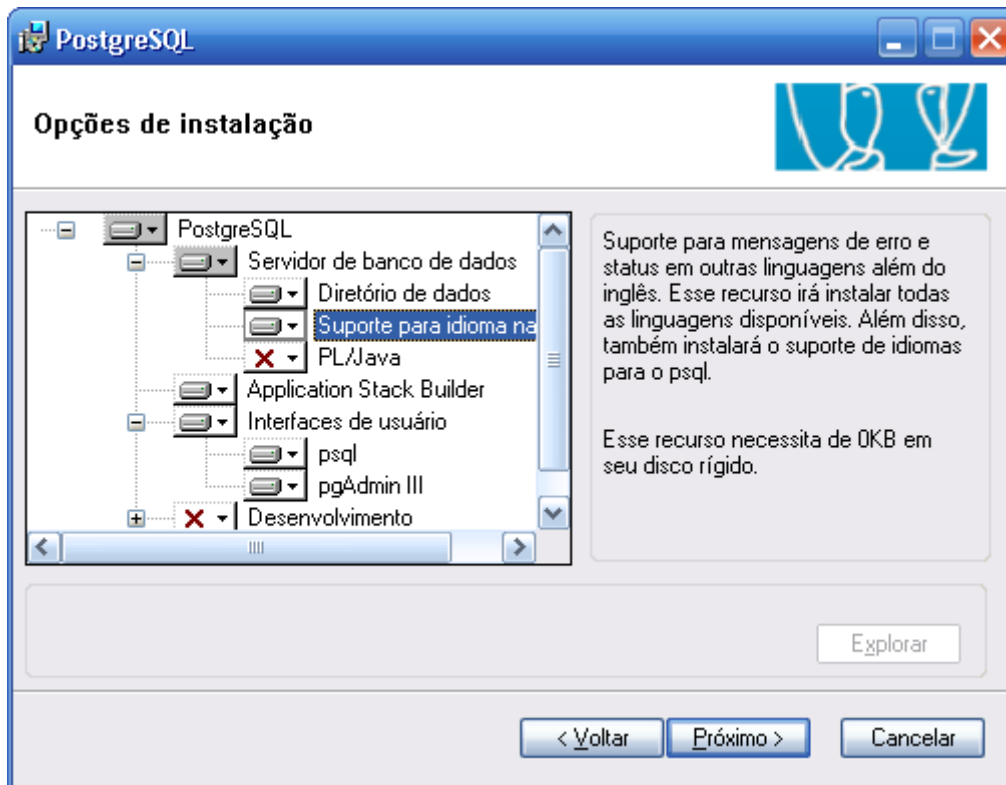 PostgreSQL
Opções de instalação
PostgreSQL
Servidor de banco de dados
Diretório de dados
Suporte para idioma na
PL/Java
Application Stack Builder
Interfaces de usuário
psql
pgAdmin III
Desenvolvimento
Suporte para mensagens de erro e
status em outras linguagens além do
inglês. Esse recurso irá instalar todas
as linguagens disponíveis. Além disso,
também instalará o suporte de idiomas
para o psql.
Esse recurso necessita de 0KB em
seu disco rígido.
Explorar
< Voltar
Próximo >
Cancelar